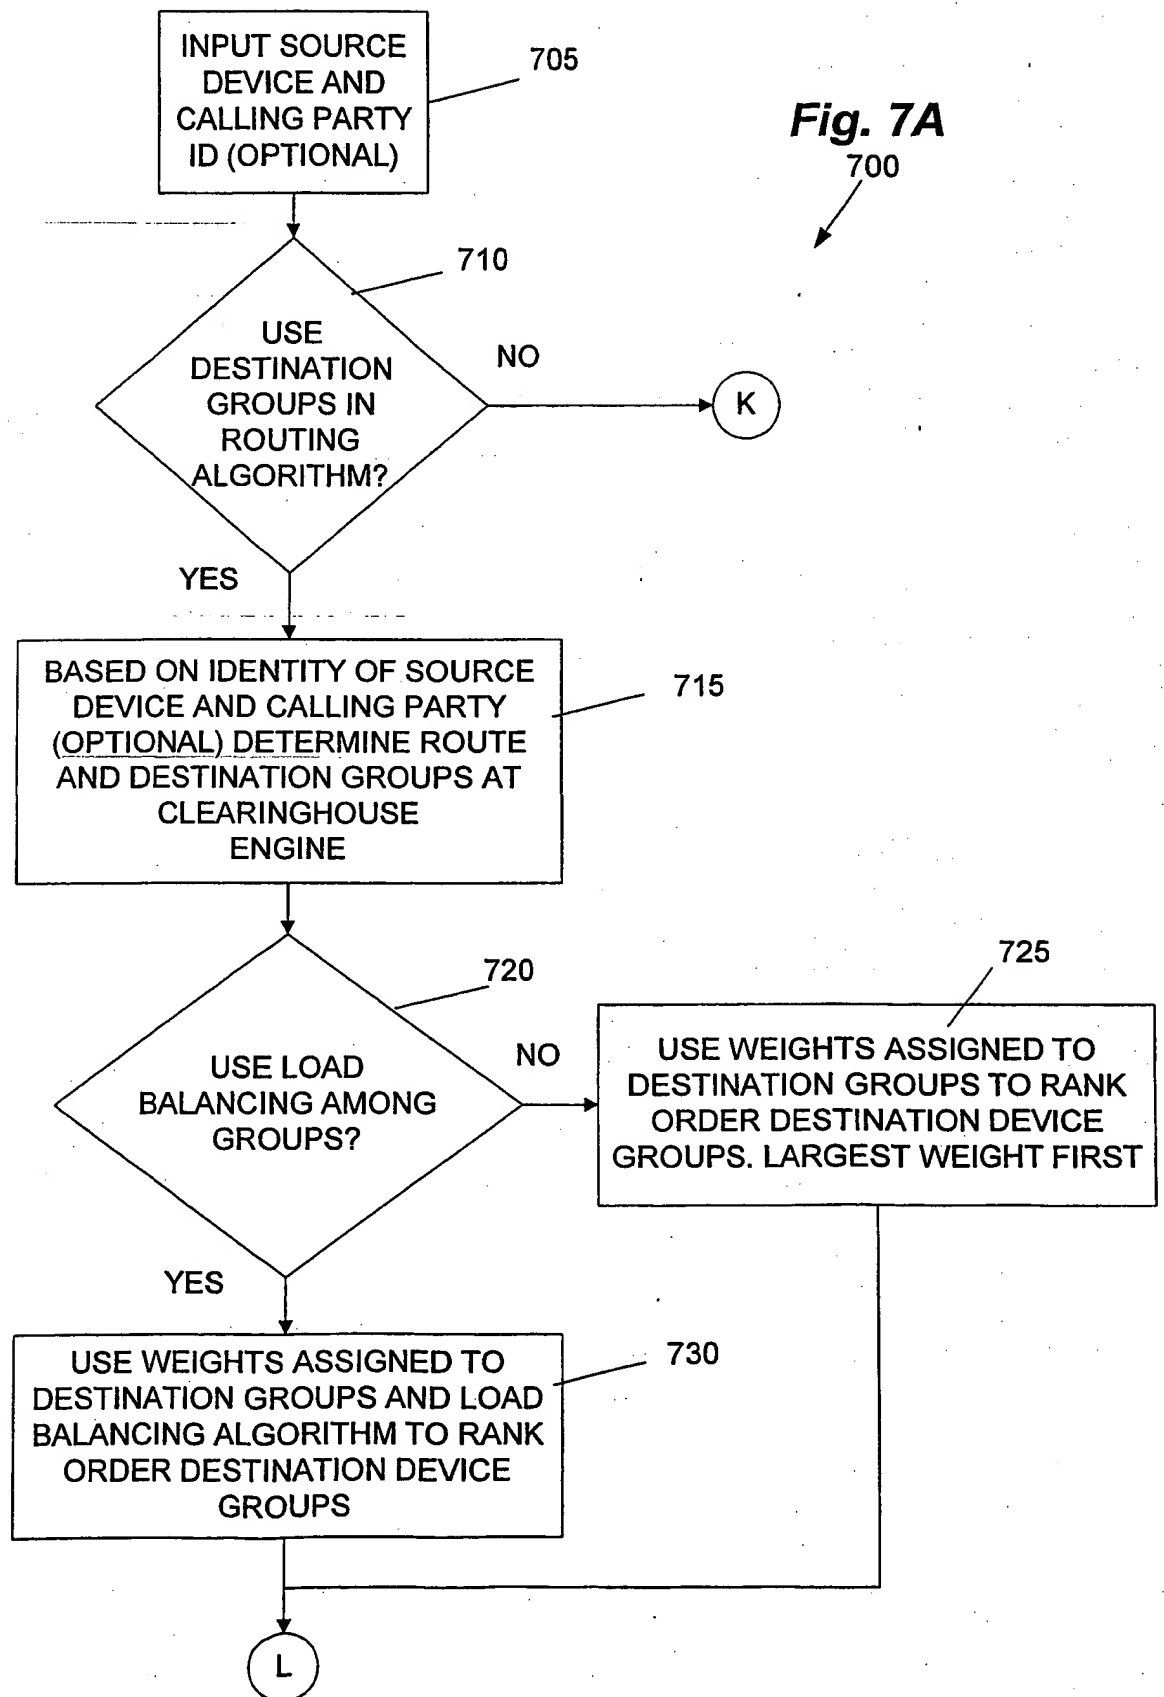 INPUT SOURCE
DEVICE AND
CALLING PARTY
ID (OPTIONAL)
705
Fig. 7A
700
710
USE
DESTINATION
GROUPS IN
ROUTING
ALGORITHM?
NO
K
YES
BASED ON IDENTITY OF SOURCE
DEVICE AND CALLING PARTY
(OPTIONAL) DETERMINE ROUTE
AND DESTINATION GROUPS AT
CLEARINGHOUSE
ENGINE
715
720
USE LOAD
BALANCING AMONG
GROUPS?
NO
725
USE WEIGHTS ASSIGNED TO
DESTINATION GROUPS TO RANK
ORDER DESTINATION DEVICE
GROUPS. LARGEST WEIGHT FIRST
YES
USE WEIGHTS ASSIGNED TO
DESTINATION GROUPS AND LOAD
BALANCING ALGORITHM TO RANK
ORDER DESTINATION DEVICE
GROUPS
730
L